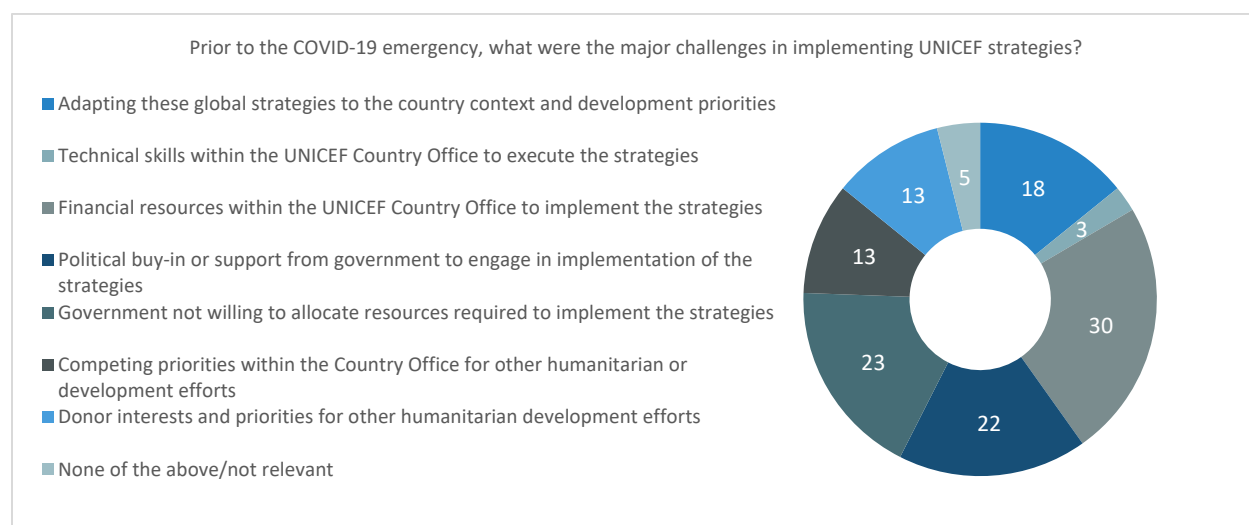 Prior to the COVID-19 emergency, what were the major challenges in implementing UNICEF strategies?
Adapting these global strategies to the country context and development priorities
Technical skills within the UNICEF Country Office to execute the strategies
Financial resources within the UNICEF Country Office to implement the strategies
Political buy-in or support from government to engage in implementation of the
strategies
Government not willing to allocate resources required to implement the strategies
Competing priorities within the Country Office for other humanitarian or
development efforts
Donor interests and priorities for other humanitarian development efforts
None of the above/not relevant
18
3
30
22
23
13
13
5